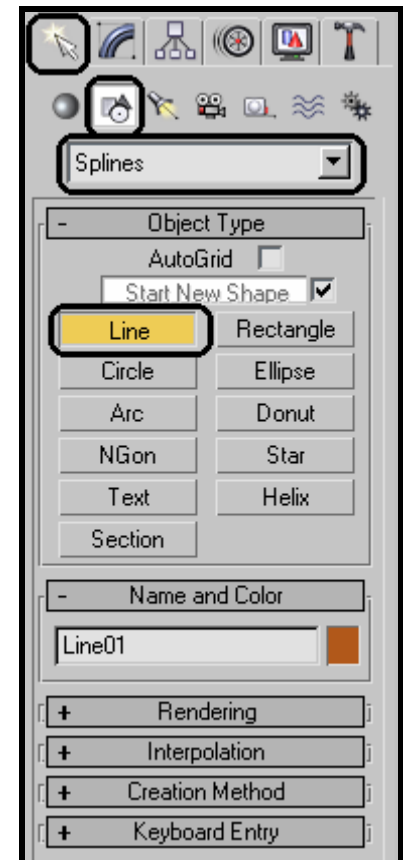 Splines
- Object Type
AutoGrid
Start New Shape
Line Rectangle
Circle Ellipse
Arc Donut
NGon Star
Text Helix
Section
- Name and Color
Line01
+ Rendering
+ Interpolation
+ Creation Method
+ Keyboard Entry